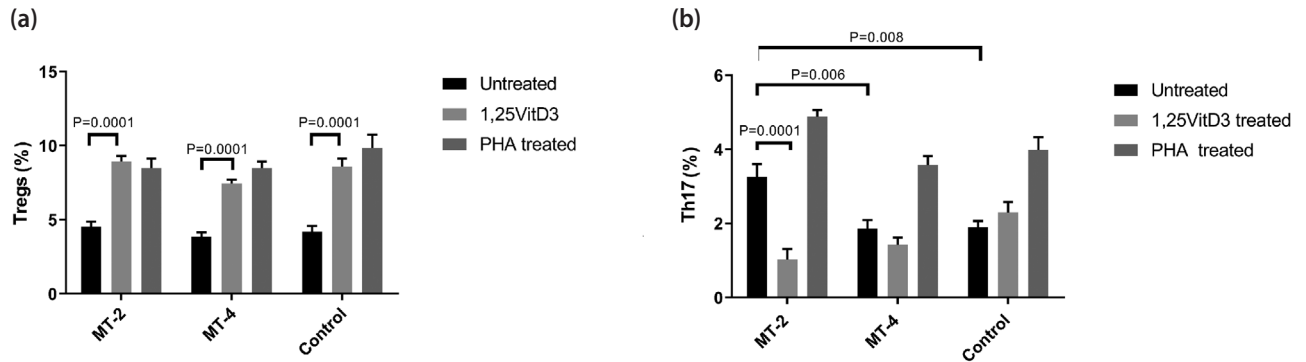 (a)
15
10
5
0
Tregs (%)
P=0.0001
P=0.0001
P=0.0001
MT-2
MT-4
Control
Untreated
1,25VitD3
PHA treated
(b)
6
4
2
0
Th17 (%)
P=0.008
P=0.006
P=0.0001
MT-2
MT-4
Control
Untreated
1,25VitD3 treated
PHA treated